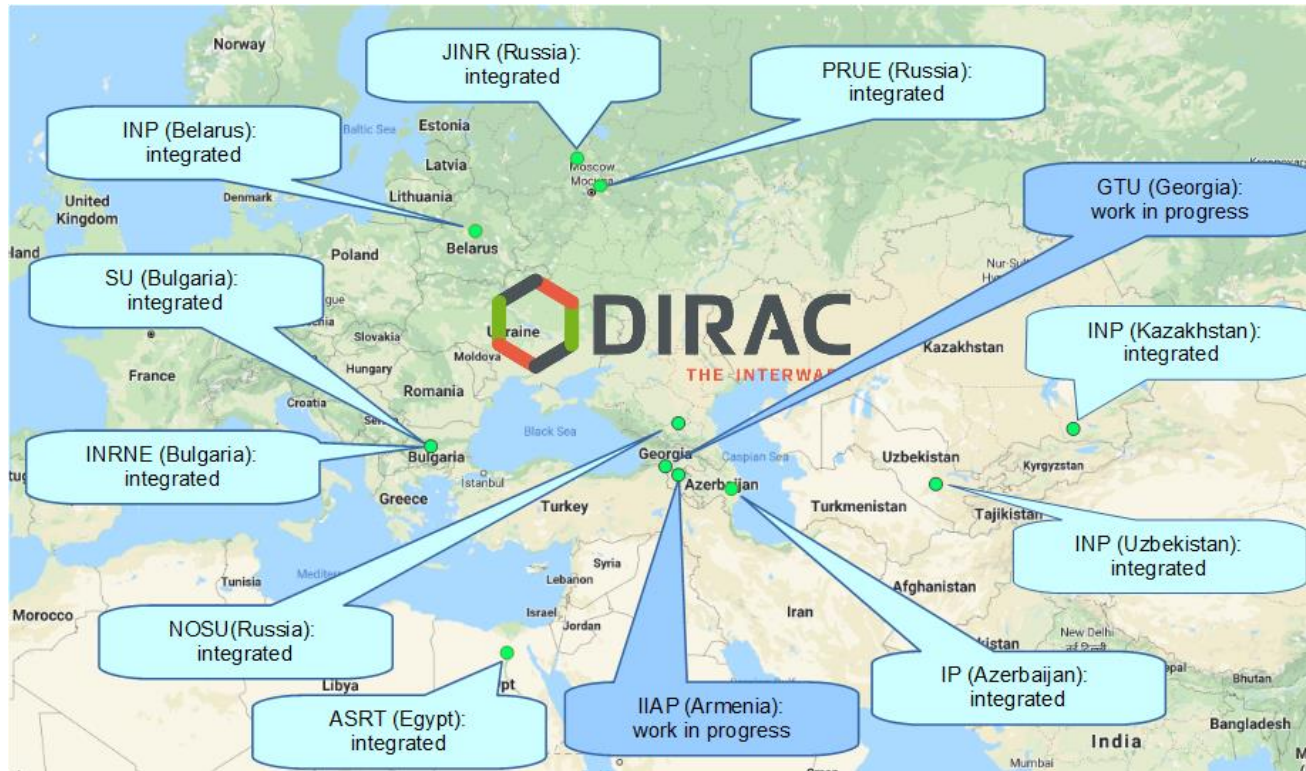 Norway
JINR (Russia):
integrated
PRUE (Russia):
integrated
INP (Belarus):
integrated
Baltic Sea
Estonia
Latvia
Lithuania
Moscow
United
Kingdom
Denmark
Belarus
Poland
GTU (Georgia):
work in progress
SU (Bulgaria):
integrated
Ukraine
DIRAC
THE INTERWARE
Slovakia
Moldova
Hungary
France
Croatia
Romania
Kazakhstan
INP (Kazakhstan):
integrated
Black Sea
INRNE (Bulgaria):
integrated
Bulgaria
Istanbul
Georgia
Caspian Sea
Uzbekistan
Kyrgyzstan
Greece
Turkey
Azerbaijan
Turkmenistan
Tajikistan
INP (Uzbekistan):
integrated
Tunisia
Syria
Lebanon
Israel
Jordan
Iran
Afghanistan
Morocco
NOSU(Russia):
integrated
New Delhi
IP (Azerbaijan):
integrated
Bhutan
Libya
ASRT (Egypt):
integrated
IIAP (Armenia):
work in progress
Bangladesh
India
Mumbai